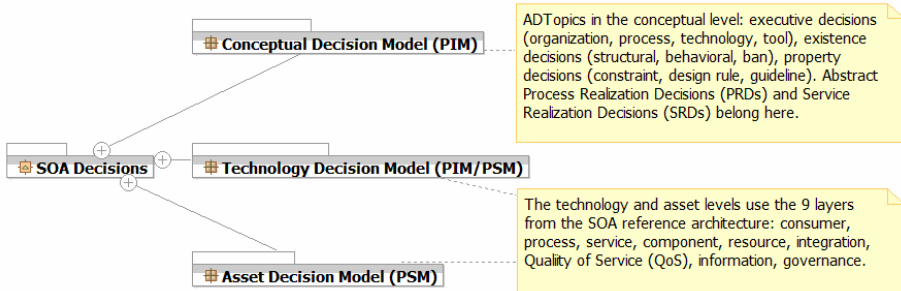 Conceptual Decision Model (PIM)
ADTopics in the conceptual level: executive decisions
(organization, process, technology, tool), existence
decisions (structural, behavioral, ban), property
decisions (constraint, design rule, guideline). Abstract
Process Realization Decisions (PRDs) and Service
Realization Decisions (SRDs) belong here.
SOA Decisions
Technology Decision Model (PIM/PSM)
The technology and asset levels use the 9 layers
from the SOA reference architecture: consumer,
process, service, component, resource, integration,
Quality of Service (QoS), information, governance.
Asset Decision Model (PSM)